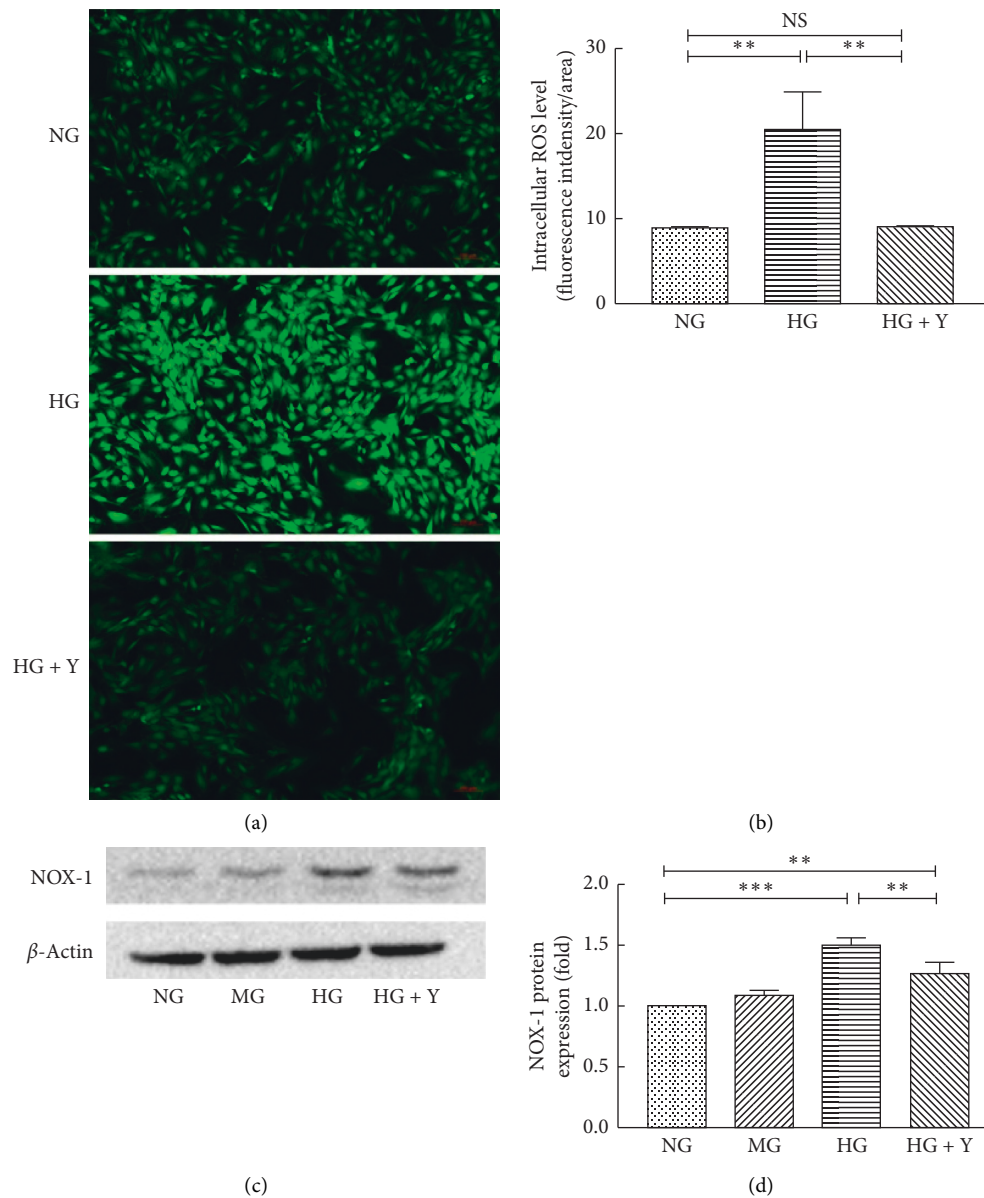 NG
HG
HG + Y
(a)
NS
** **
30
20
10
0
Intracellular ROS level
(fluorescence intdensity/area)
NG HG HG + Y
(b)
NOX-1
β-Actin
NG MG HG HG + Y
(c)
**
*** **
2.0
1.5
1.0
0.5
0.0
NOX-1 protein
expression (fold)
NG MG HG HG + Y
(d)